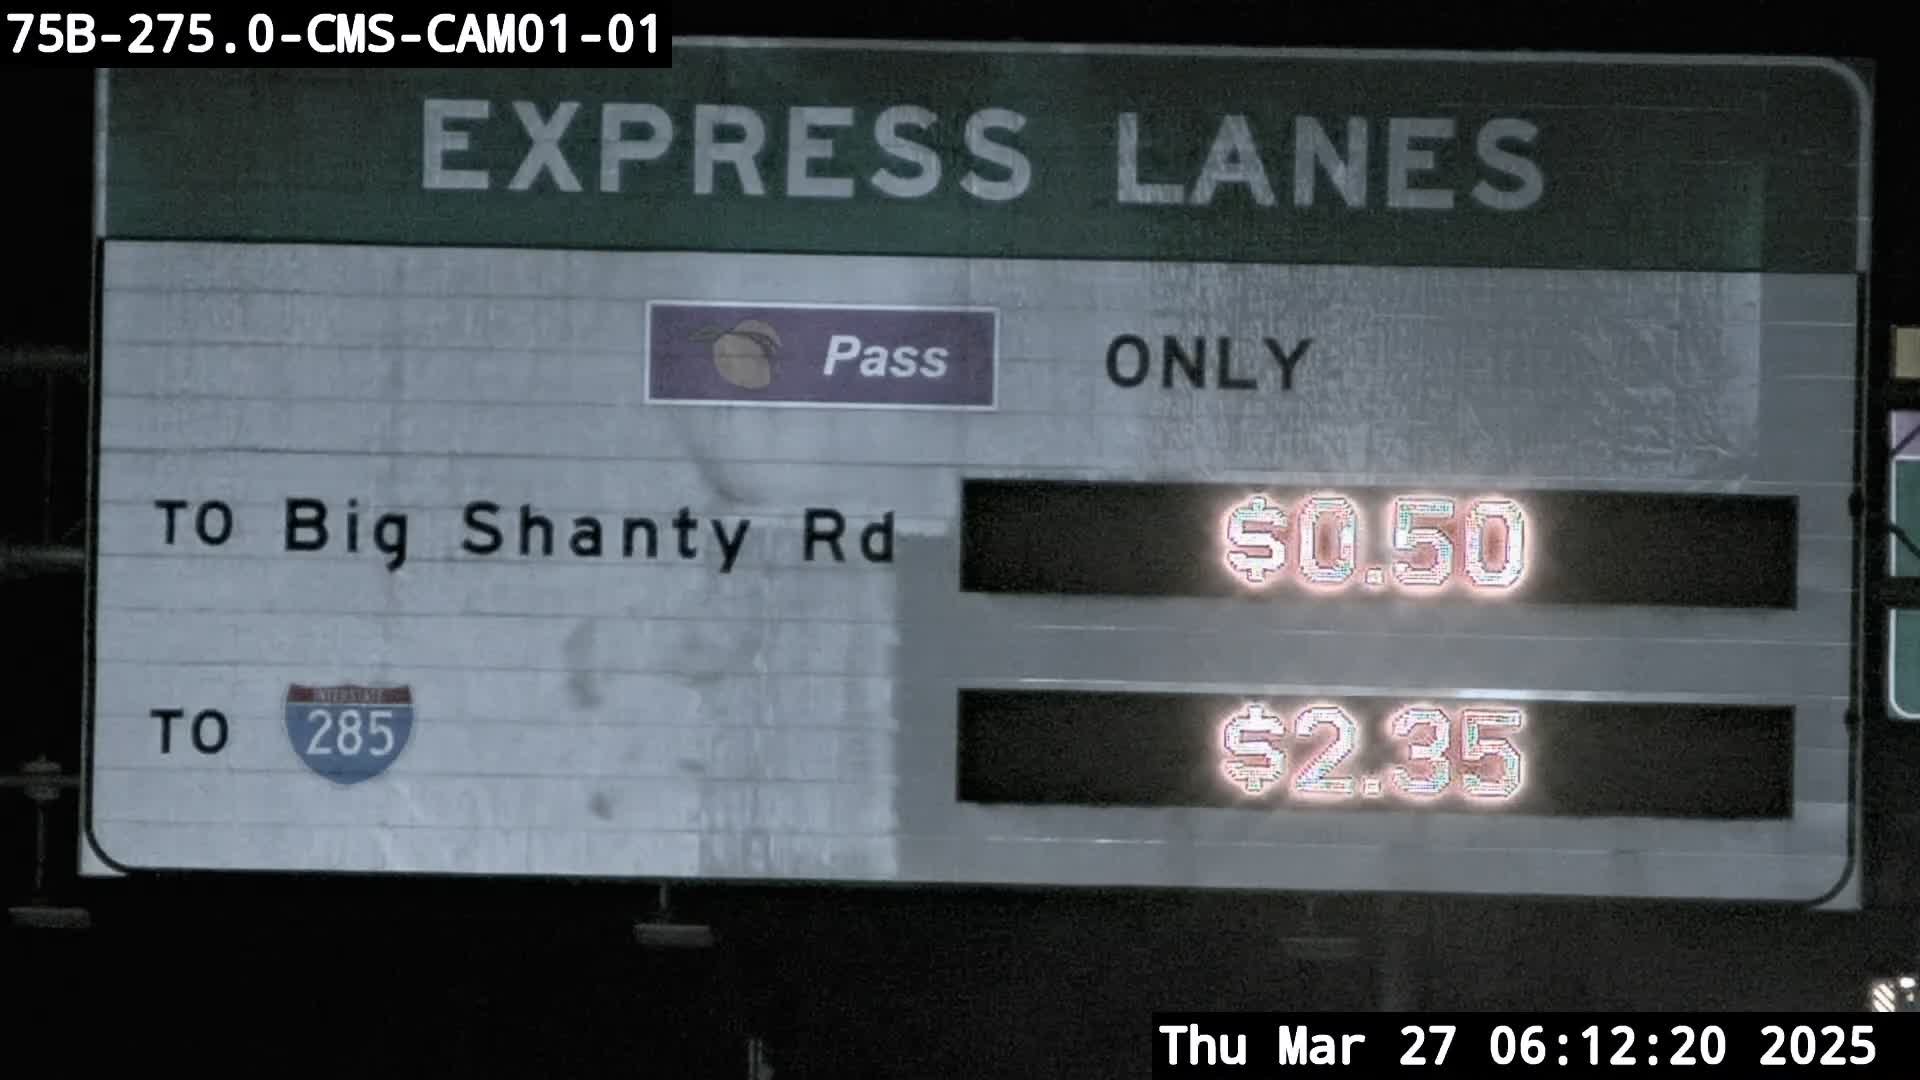 75B-275.0-CMS-CAM01-01
EXPRESS LANES
Pass ONLY
TO Big Shanty Rd $0.50
TO INTERSTATE 285 $2.35
Thu Mar 27 06:12:20 2025